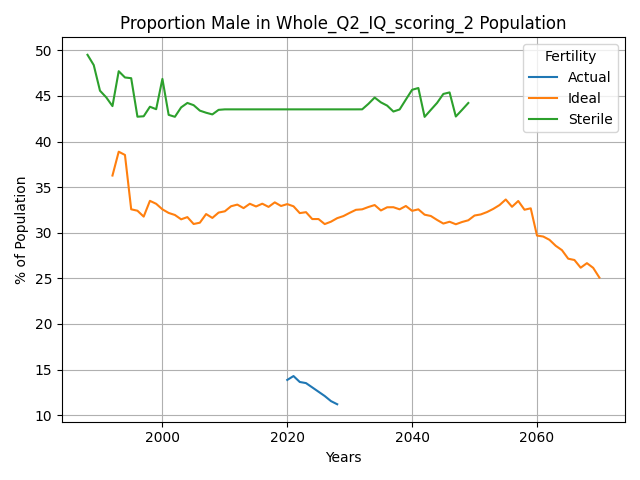 Proportion Male in Whole_Q2_IQ_scoring_2 Population
Fertility
Actual
Ideal
Sterile
% of Population
50
45
40
35
30
25
20
15
10
2000
2020
2040
2060
Years